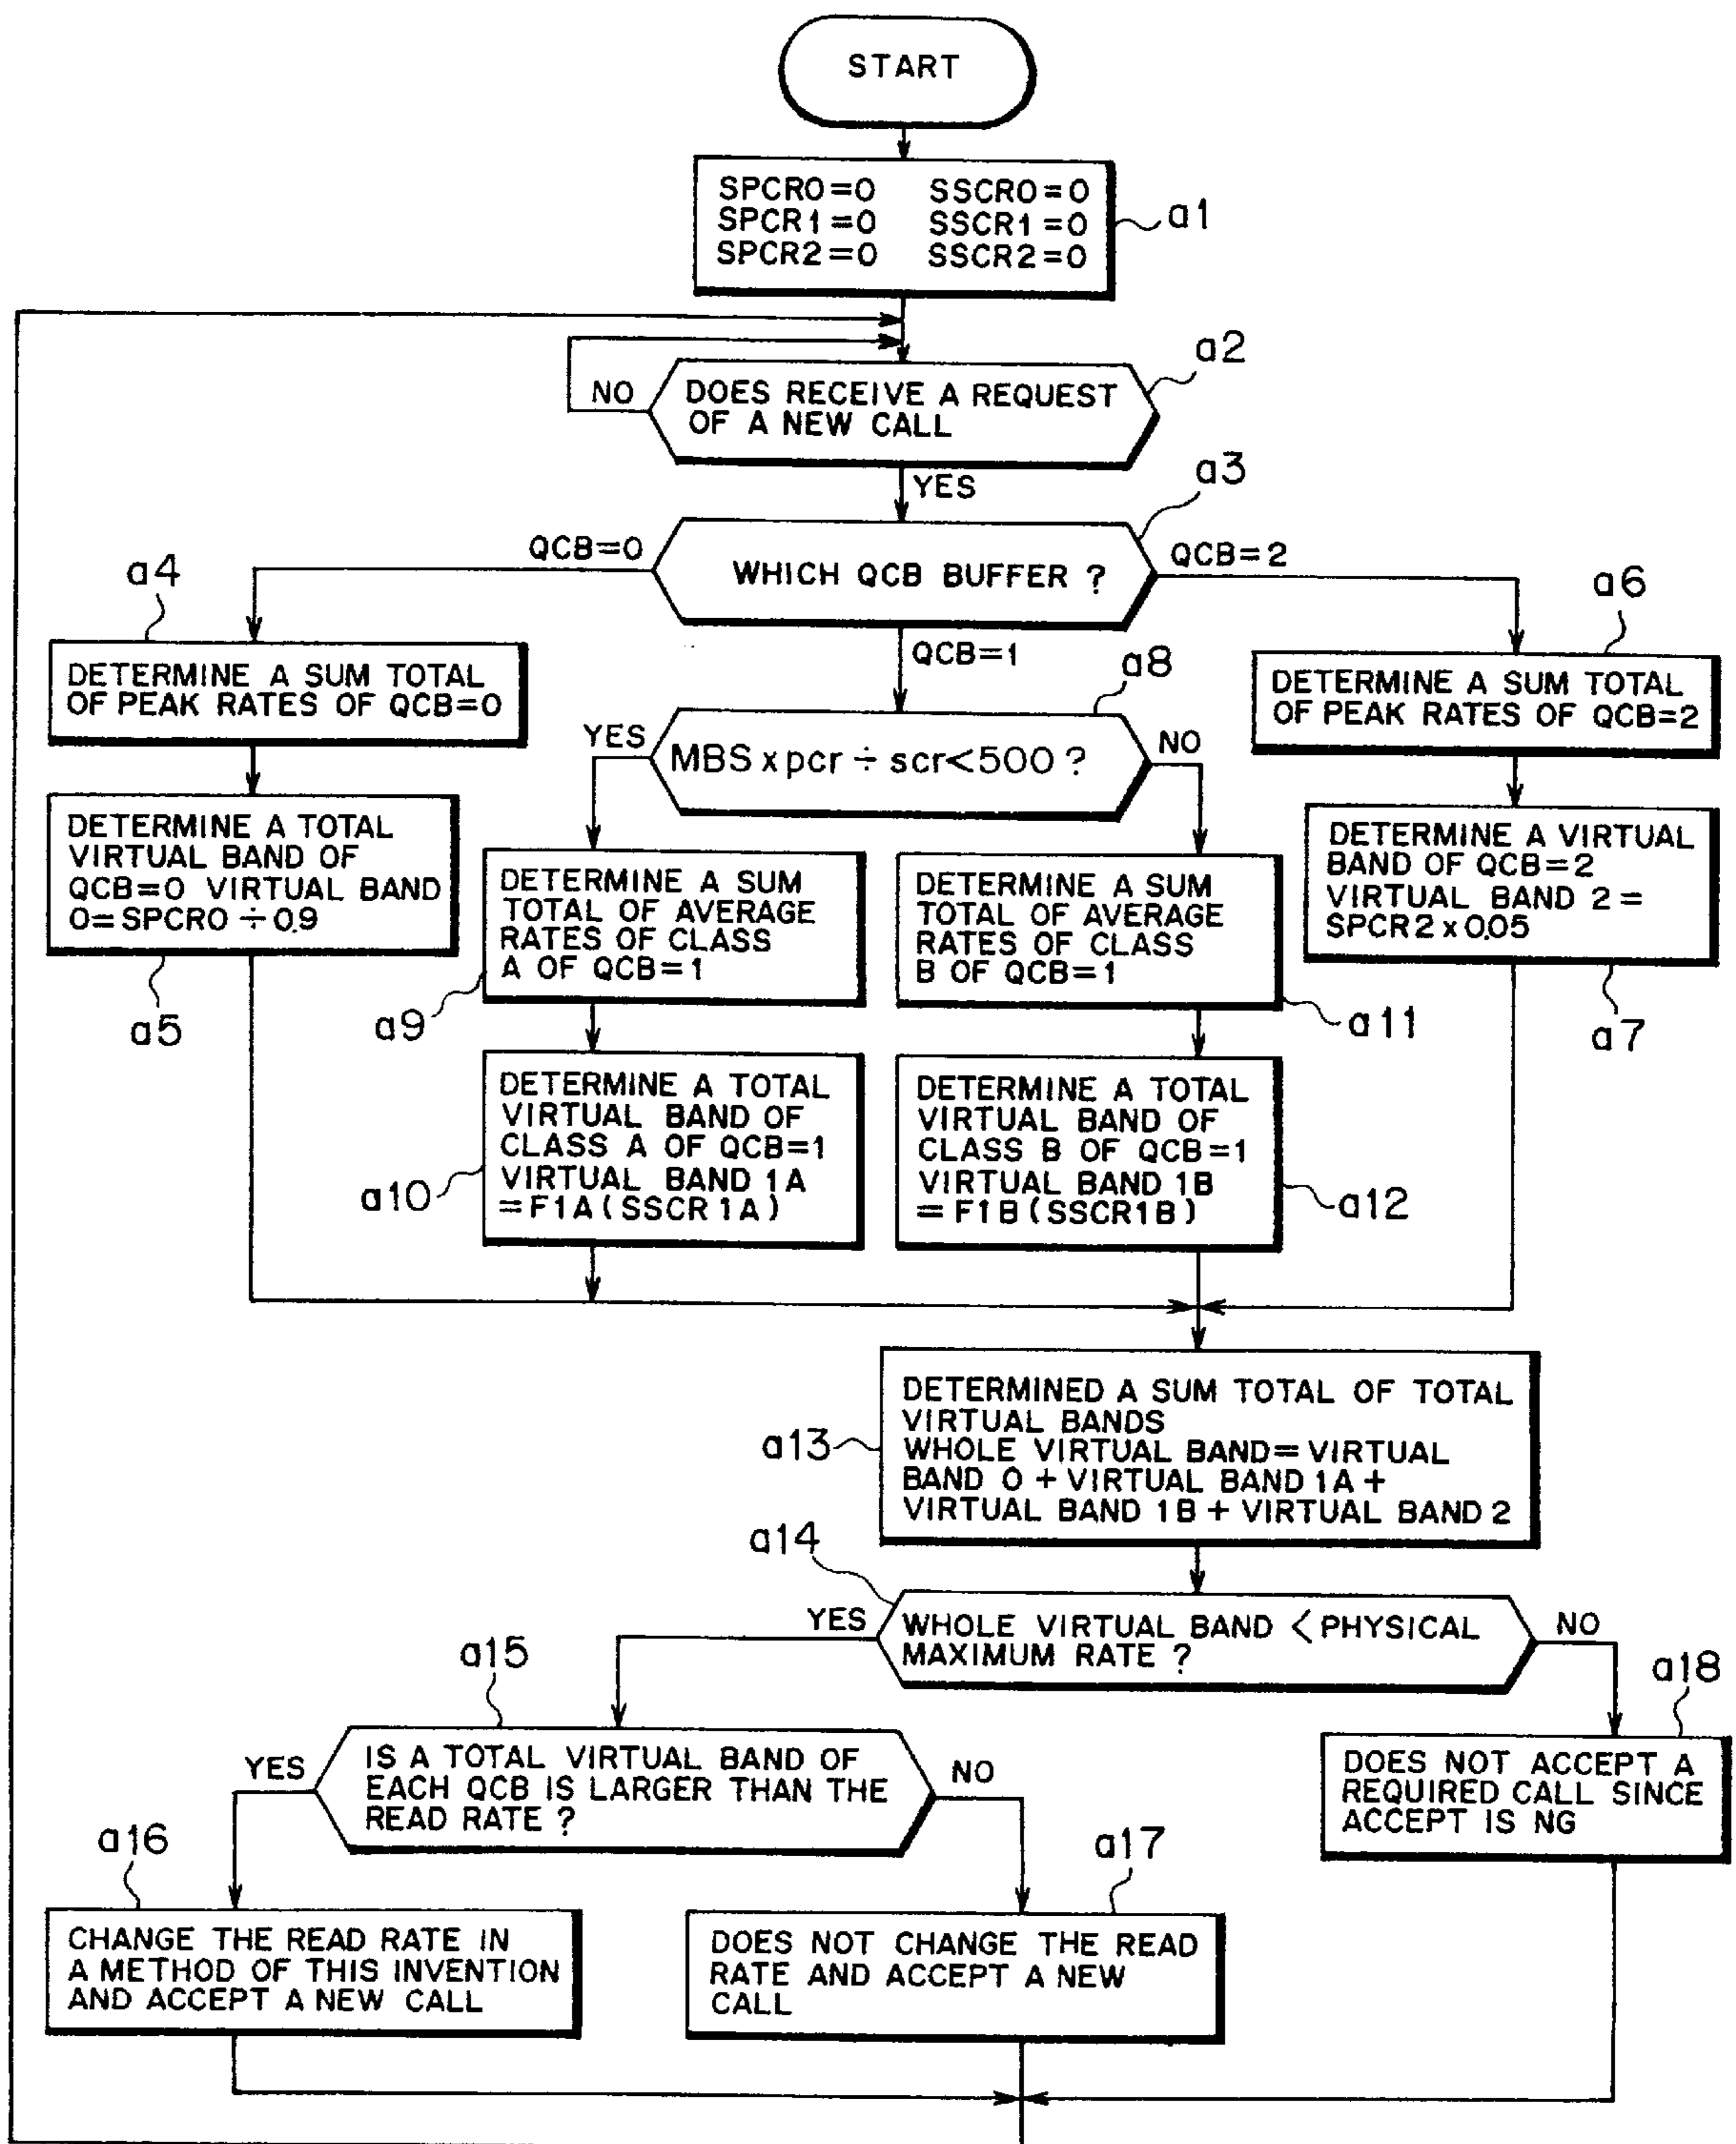 START
SPCR0=0 SSCR0=0
SPCR1=0 SSCR1=0
SPCR2=0 SSCR2=0
a1
a2
NO
DOES RECEIVE A REQUEST
OF A NEW CALL
YES
a3
QCB=0
WHICH QCB BUFFER ?
QCB=2
a4
QCB=1
a6
DETERMINE A SUM TOTAL
OF PEAK RATES OF QCB=0
a8
DETERMINE A SUM TOTAL
OF PEAK RATES OF QCB=2
YES
MBS x pcr ÷ scr<500 ?
NO
DETERMINE A TOTAL
VIRTUAL BAND OF
QCB=0 VIRTUAL BAND
0=SPCR0 ÷ 0.9
a5
DETERMINE A SUM
TOTAL OF AVERAGE
RATES OF CLASS
A OF QCB=1
a9
DETERMINE A SUM
TOTAL OF AVERAGE
RATES OF CLASS
B OF QCB=1
a11
DETERMINE A VIRTUAL
BAND OF QCB=2
VIRTUAL BAND 2=
SPCR2 x 0.05
a7
DETERMINE A TOTAL
VIRTUAL BAND OF
CLASS A OF QCB=1
VIRTUAL BAND 1A
=F1A(SSCR1A)
a10
DETERMINE A TOTAL
VIRTUAL BAND OF
CLASS B OF QCB=1
VIRTUAL BAND 1B
=F1B(SSCR1B)
a12
DETERMINED A SUM TOTAL OF TOTAL
VIRTUAL BANDS
WHOLE VIRTUAL BAND=VIRTUAL
BAND 0+VIRTUAL BAND 1A+
VIRTUAL BAND 1B+VIRTUAL BAND 2
a13
a14
YES
WHOLE VIRTUAL BAND <PHYSICAL
MAXIMUM RATE ?
NO
a15
a18
YES
IS A TOTAL VIRTUAL BAND OF
EACH QCB IS LARGER THAN THE
READ RATE ?
NO
DOES NOT ACCEPT A
REQUIRED CALL SINCE
ACCEPT IS NG
a16
a17
CHANGE THE READ RATE IN
A METHOD OF THIS INVENTION
AND ACCEPT A NEW CALL
DOES NOT CHANGE THE READ
RATE AND ACCEPT A NEW
CALL